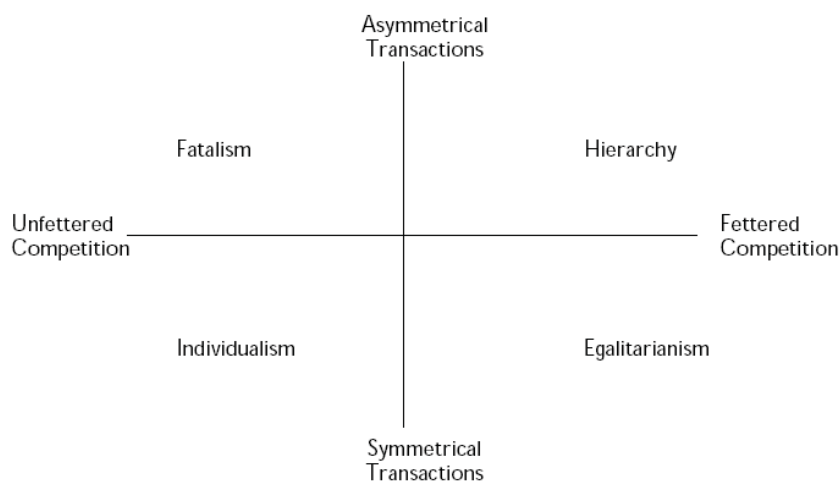 Asymmetrical
Transactions
Fatalism
Hierarchy
Unfettered
Competition
Fettered
Competition
Individualism
Egalitarianism
Symmetrical
Transactions